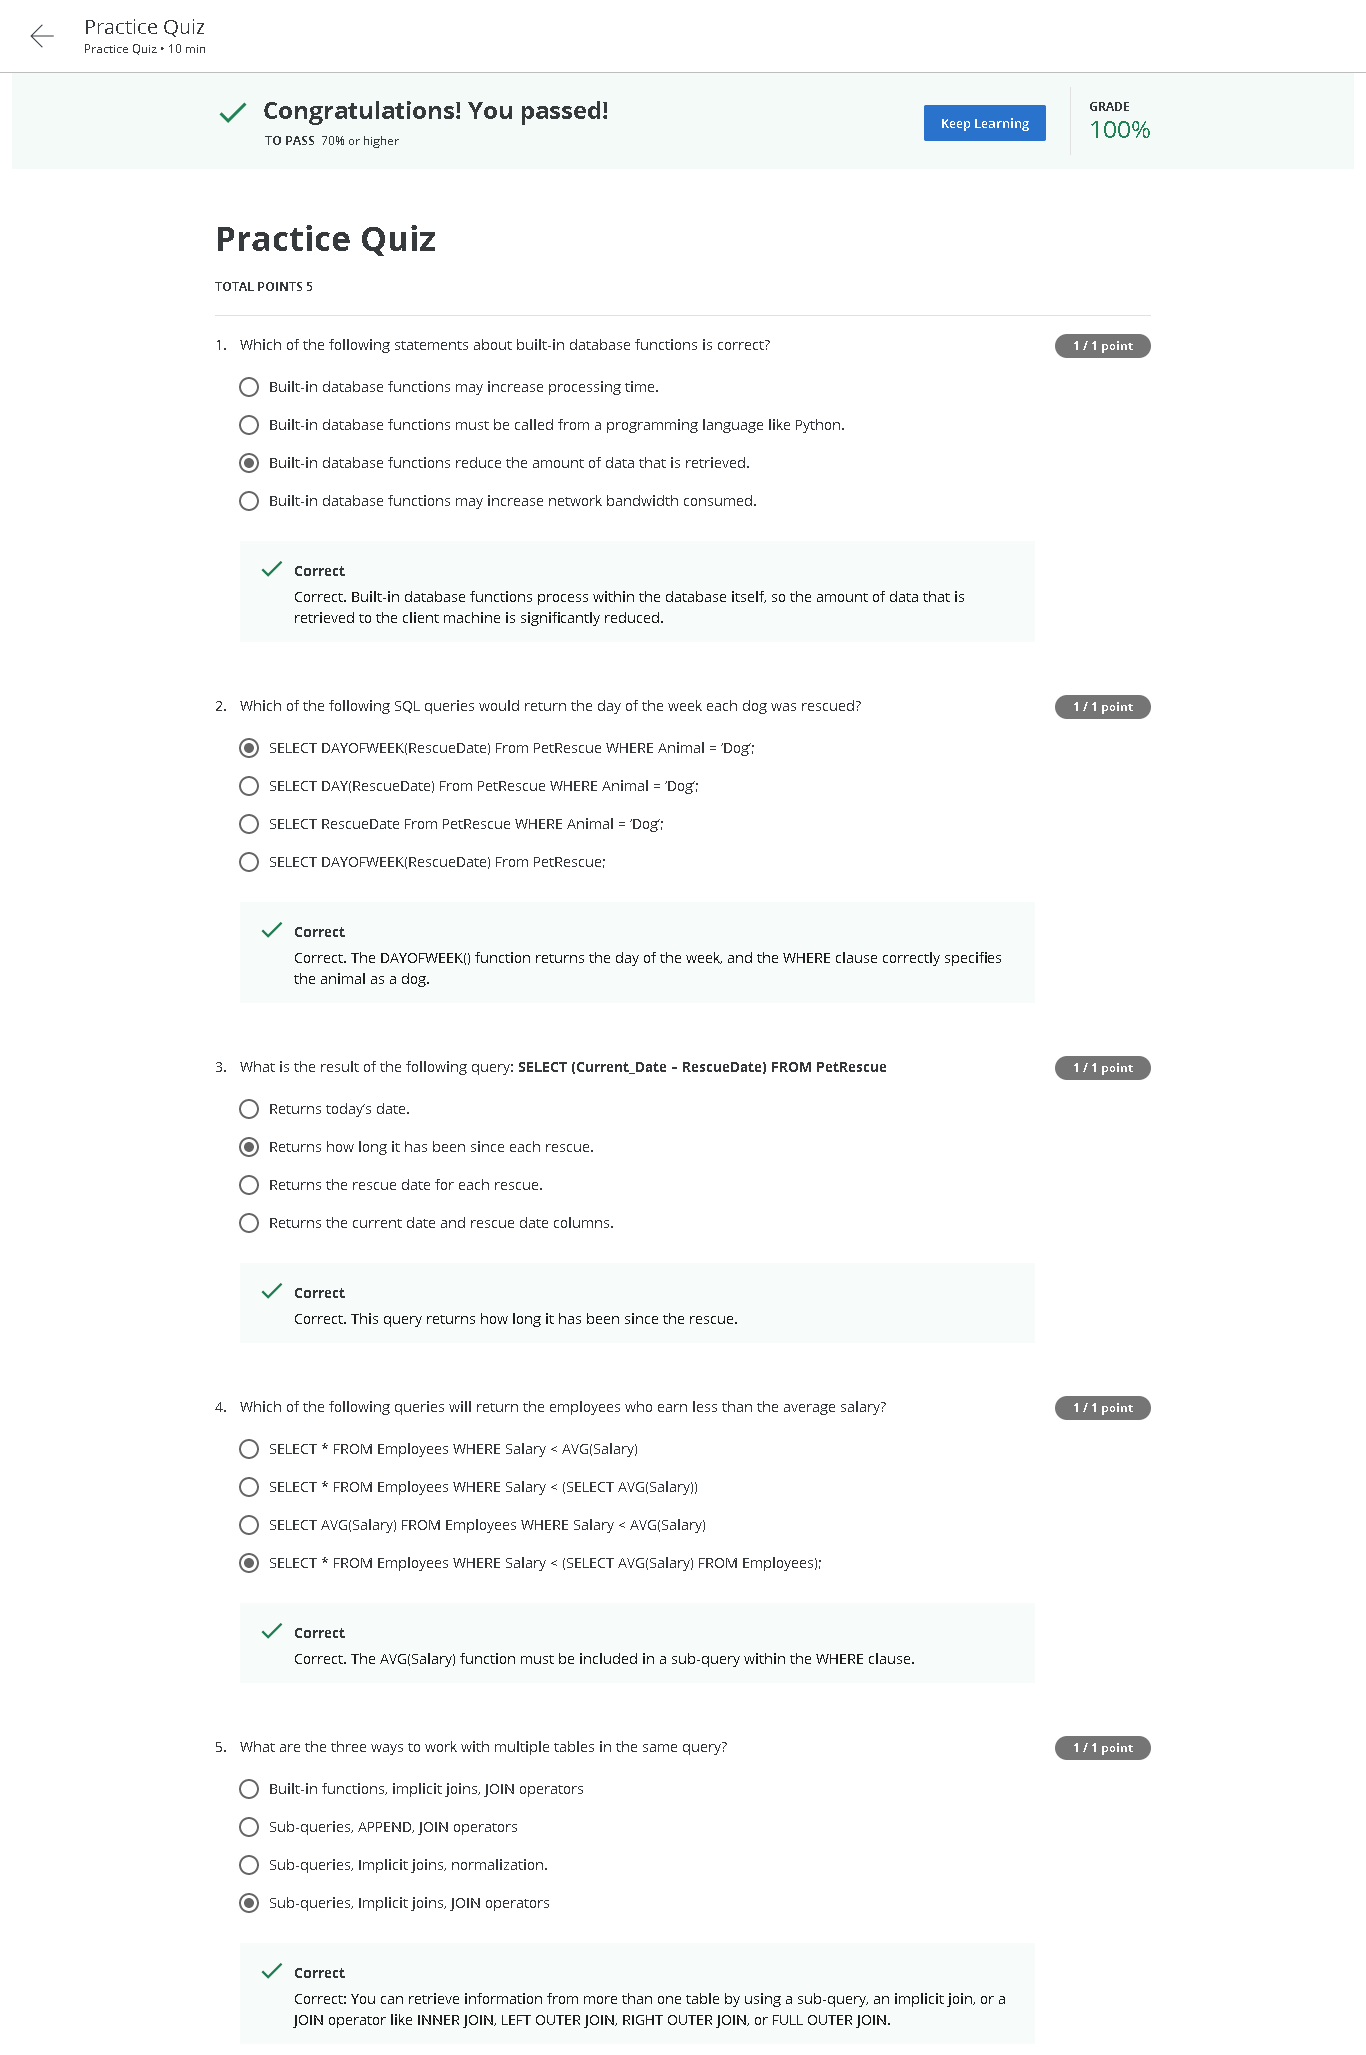 Practice Quiz
Practice Quiz • 10 min
Congratulations! You passed!
TO PASS 70% or higher
Keep Learning
GRADE
100%
Practice Quiz
TOTAL POINTS 5
1. Which of the following statements about built-in database functions is correct?
1 / 1 point
Built-in database functions may increase processing time.
Built-in database functions must be called from a programming language like Python.
Built-in database functions reduce the amount of data that is retrieved.
Built-in database functions may increase network bandwidth consumed.
Correct
Correct. Built-in database functions process within the database itself, so the amount of data that is
retrieved to the client machine is significantly reduced.
2. Which of the following SQL queries would return the day of the week each dog was rescued?
1 / 1 point
SELECT DAYOFWEEK(RescueDate) From PetRescue WHERE Animal = ‘Dog’;
SELECT DAY(RescueDate) From PetRescue WHERE Animal = ‘Dog’;
SELECT RescueDate From PetRescue WHERE Animal = ‘Dog’;
SELECT DAYOFWEEK(RescueDate) From PetRescue;
Correct
Correct. The DAYOFWEEK() function returns the day of the week, and the WHERE clause correctly specifies
the animal as a dog.
3. What is the result of the following query: SELECT (Current_Date – RescueDate) FROM PetRescue
1 / 1 point
Returns today’s date.
Returns how long it has been since each rescue.
Returns the rescue date for each rescue.
Returns the current date and rescue date columns.
Correct
Correct. This query returns how long it has been since the rescue.
4. Which of the following queries will return the employees who earn less than the average salary?
1 / 1 point
SELECT * FROM Employees WHERE Salary < AVG(Salary)
SELECT * FROM Employees WHERE Salary < (SELECT AVG(Salary))
SELECT AVG(Salary) FROM Employees WHERE Salary < AVG(Salary)
SELECT * FROM Employees WHERE Salary < (SELECT AVG(Salary) FROM Employees);
Correct
Correct. The AVG(Salary) function must be included in a sub-query within the WHERE clause.
5. What are the three ways to work with multiple tables in the same query?
1 / 1 point
Built-in functions, implicit joins, JOIN operators
Sub-queries, APPEND, JOIN operators
Sub-queries, Implicit joins, normalization.
Sub-queries, Implicit joins, JOIN operators
Correct
Correct: You can retrieve information from more than one table by using a sub-query, an implicit join, or a
JOIN operator like INNER JOIN, LEFT OUTER JOIN, RIGHT OUTER JOIN, or FULL OUTER JOIN.